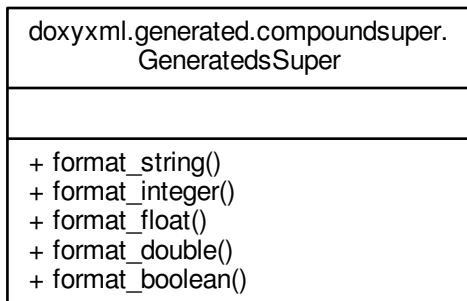 doxyxml.generated.compoundsuper.
GeneratedsSuper
+ format_string()
+ format_integer()
+ format_float()
+ format_double()
+ format_boolean()